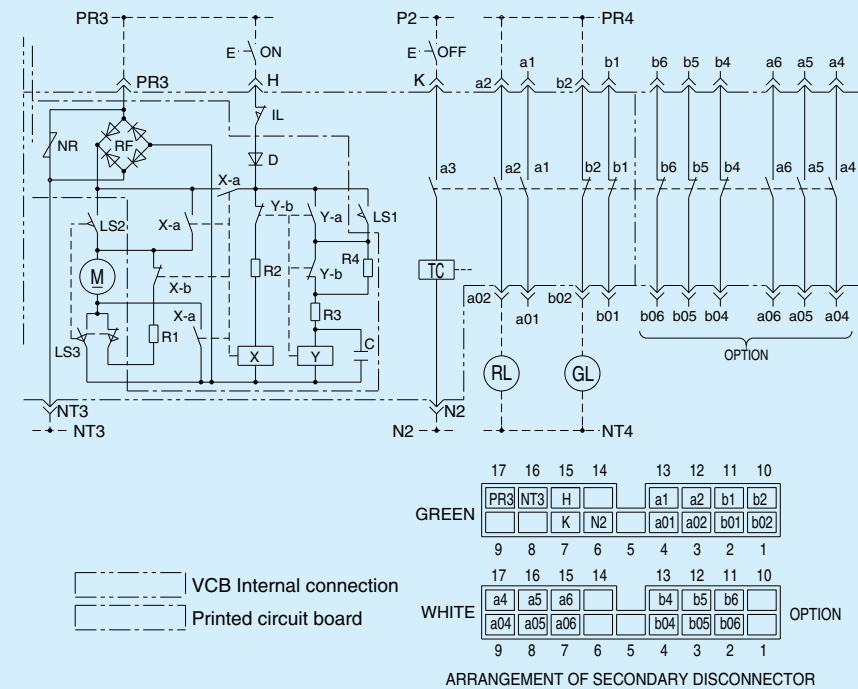 PR3 P2 PR4
E ON E OFF
a1 b1 b6 b5 b4 a6 a5 a4
PR3 H K a2 b2
IL
NR RF
D a3
X-a a2 a1 b2 b1 b6 b5 b4 a6 a5 a4
LS2 X-a Y-b Y-a LS1
M X-b R2 Y-b R4 TC
a02 a01 b02 b01 b06 b05 b04 a06 a05 a04
R3
LS3 R1 X-a X Y C
OPTION
RL GL
NT3 N2
NT3 N2 NT4
17 16 15 14 13 12 11 10
PR3 NT3 H a1 a2 b1 b2
GREEN
K N2 a01 a02 b01 b02
9 8 7 6 5 4 3 2 1
17 16 15 14 13 12 11 10
a4 a5 a6 b4 b5 b6
WHITE OPTION
a04 a05 a06 b04 b05 b06
9 8 7 6 5 4 3 2 1
VCB Internal connection
Printed circuit board
ARRANGEMENT OF SECONDARY DISCONNECTOR